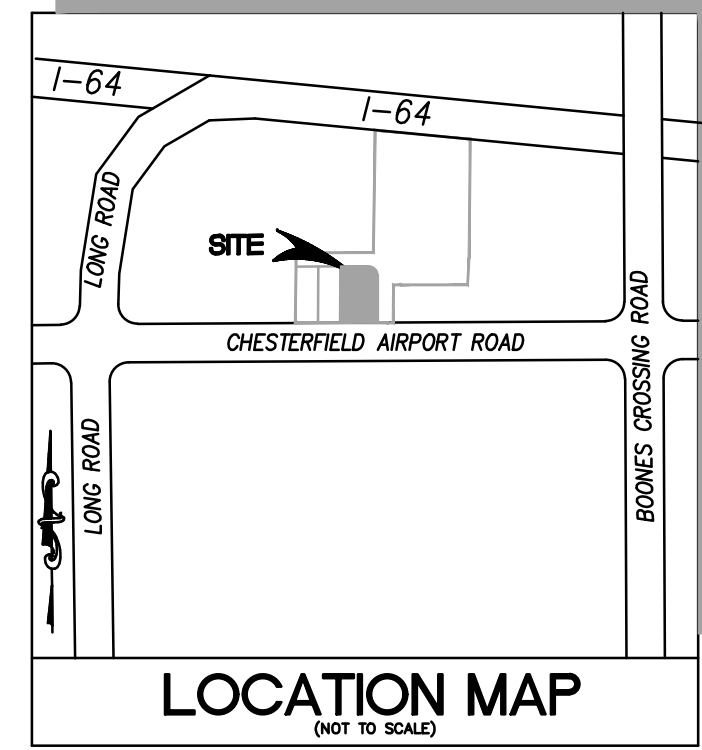 I-64
I-64
LONG ROAD
SITE
CHESTERFIELD AIRPORT ROAD
BOONES CROSSING ROAD
LONG ROAD
LOCATION MAP
(NOT TO SCALE)